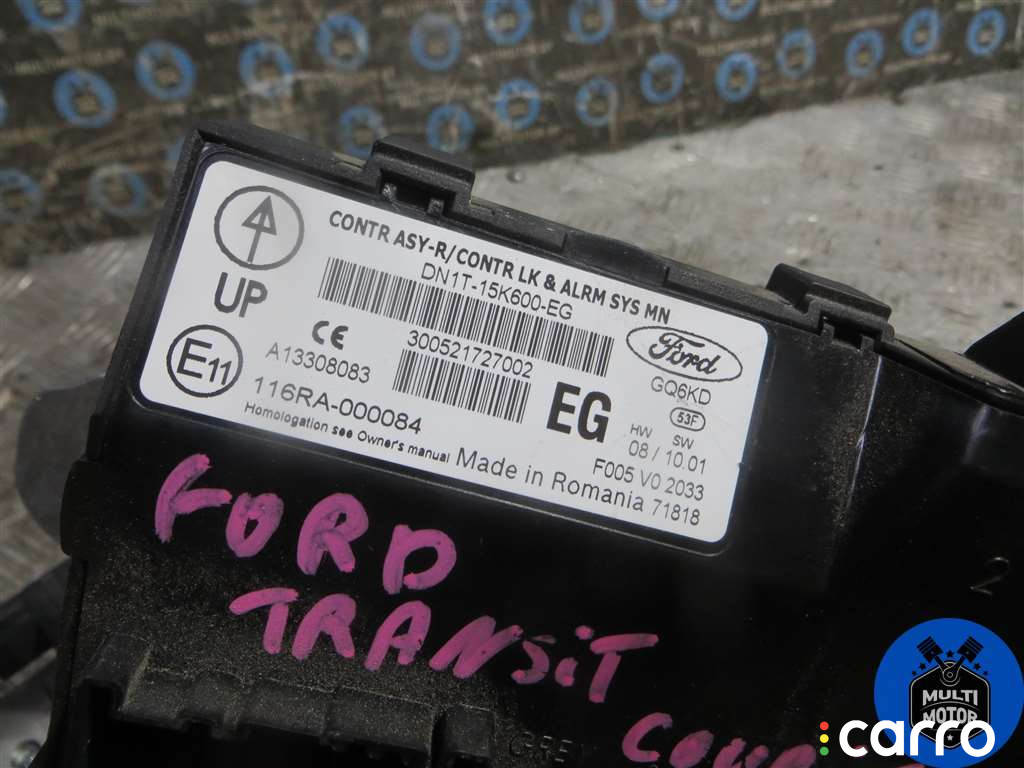 CONTR ASY-R/CONTR LK & ALRM SYS MN
DN1T-15K600-EG
UP
300521727002
Ford
GQ6KD
53F
CE
A13308083
E11
116RA-000084
EG
HW SW
08 / 10.01
F005 V0 2033
Homologation see Owner's manual
Made in Romania 71818
FORD
TRANSiT
2
MULTI
MOTOR
carro